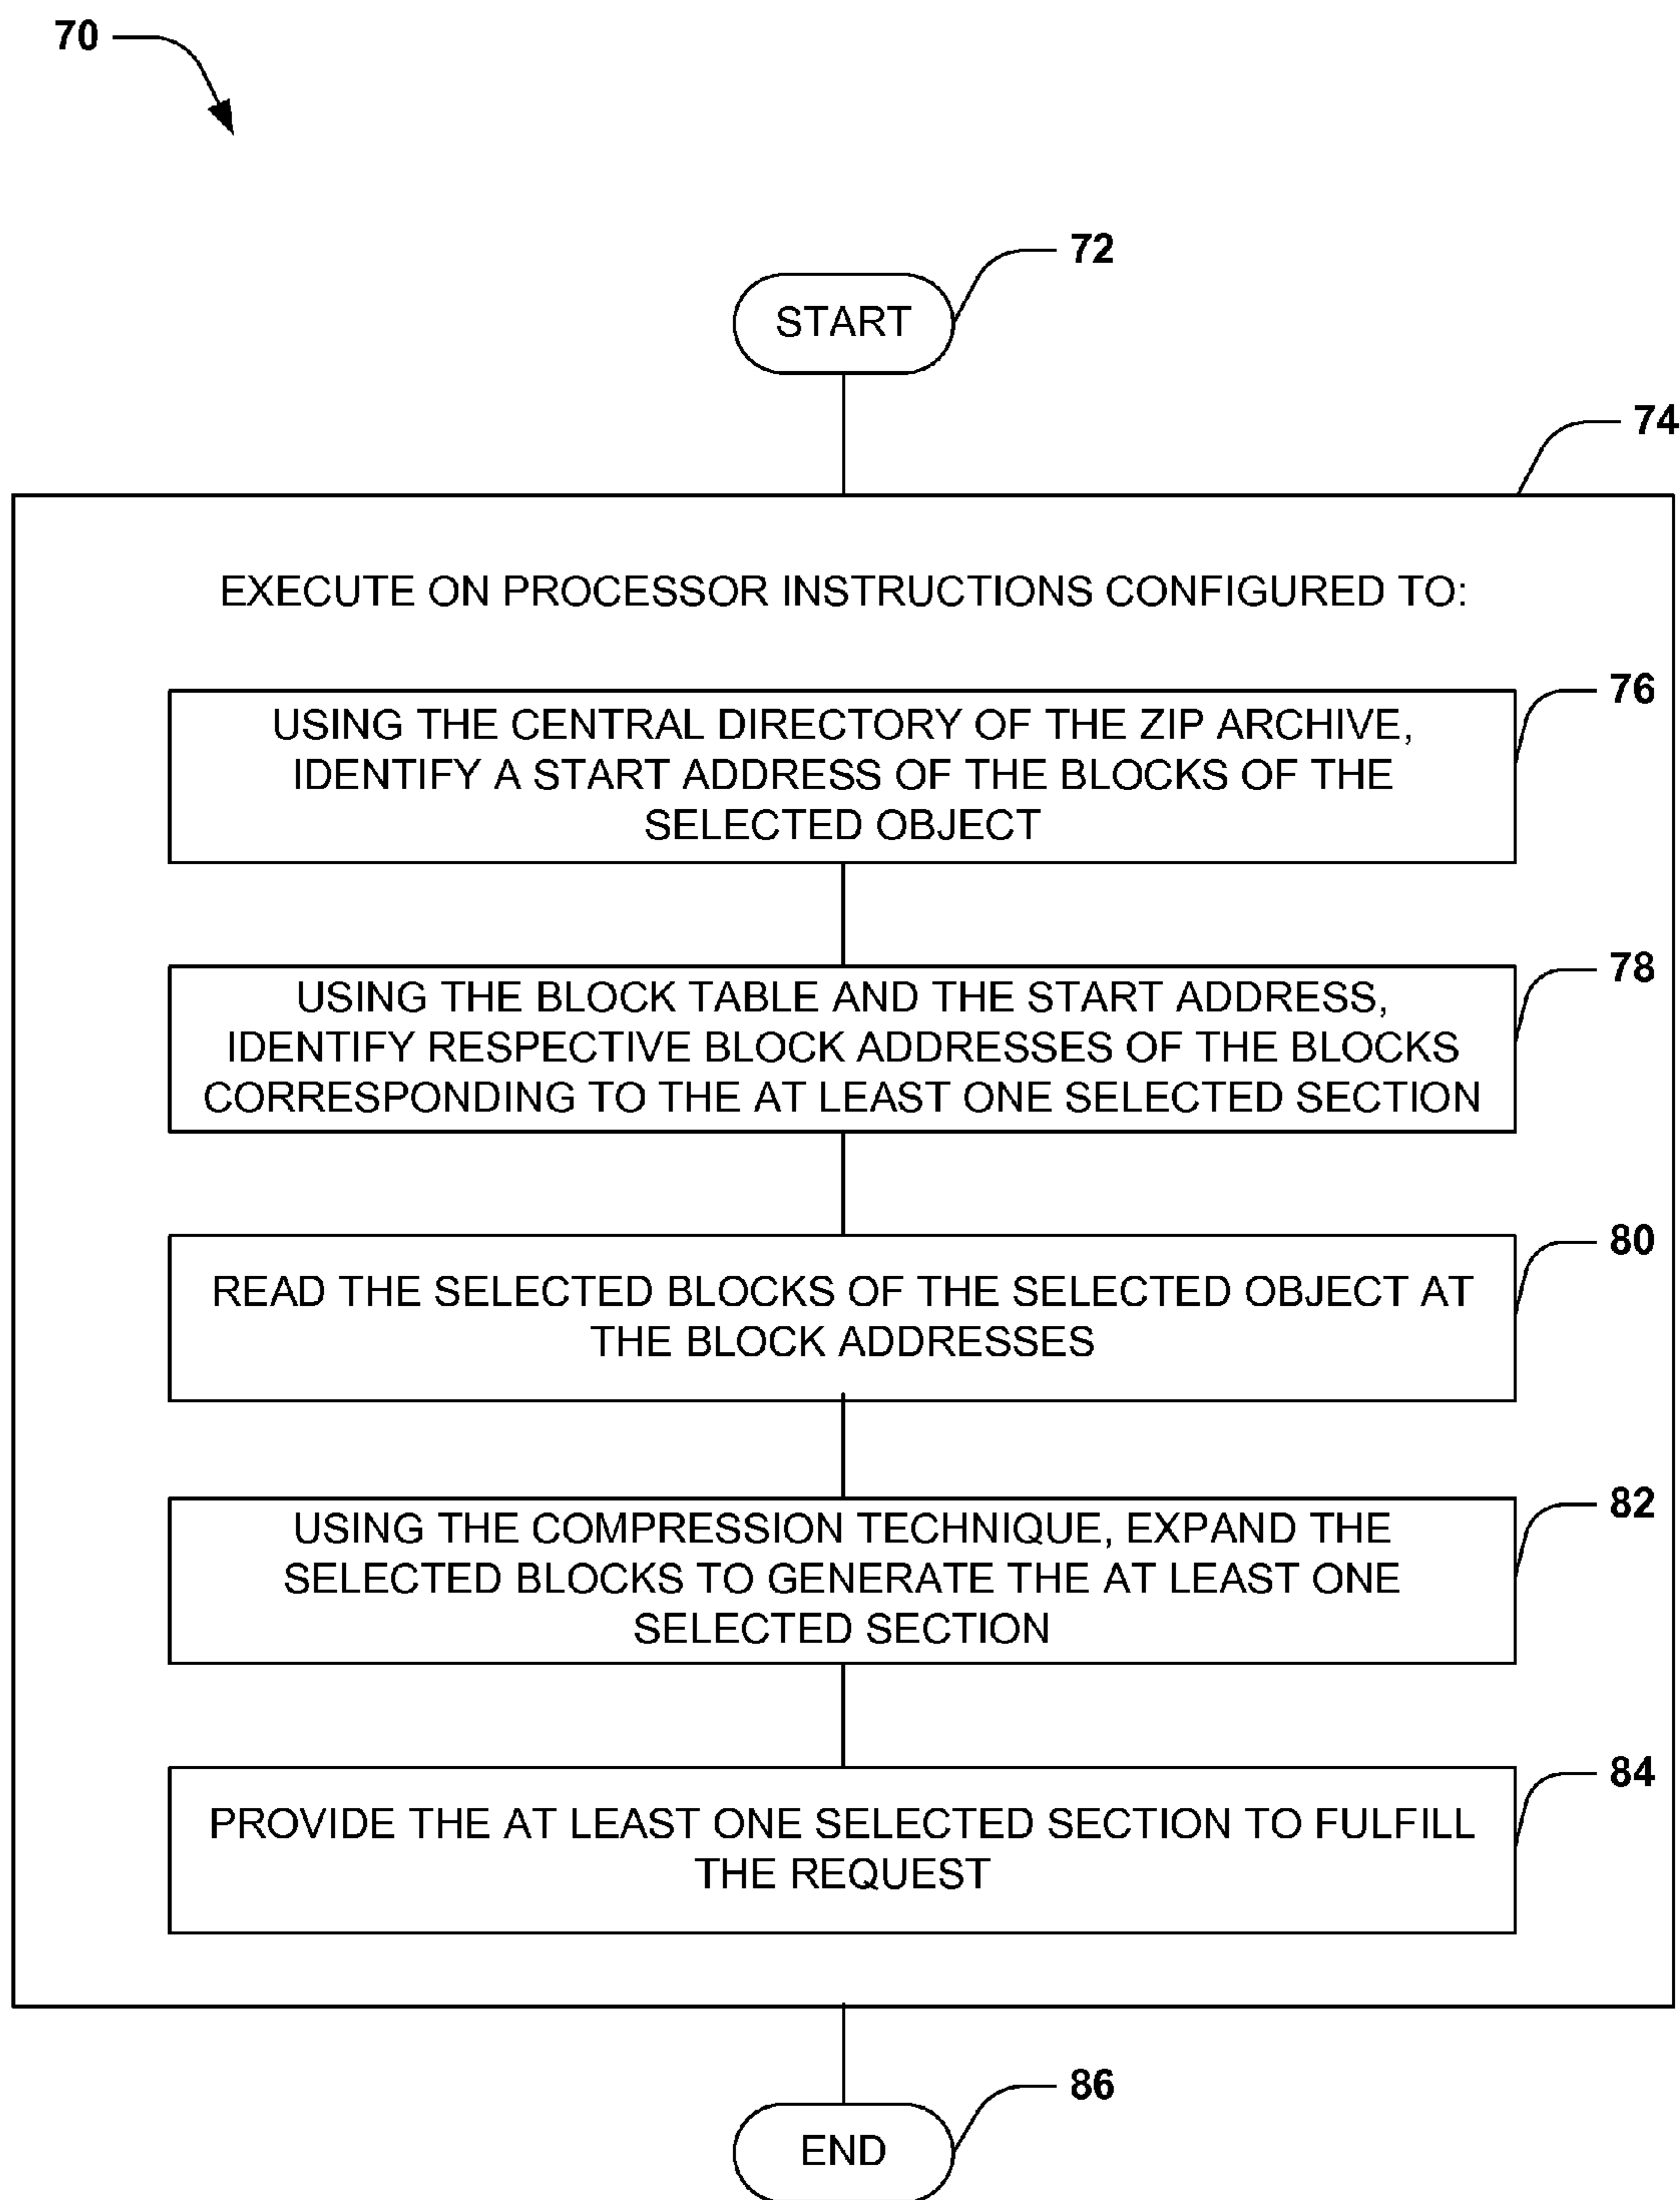 70
72
START
74
EXECUTE ON PROCESSOR INSTRUCTIONS CONFIGURED TO:
76
USING THE CENTRAL DIRECTORY OF THE ZIP ARCHIVE,
IDENTIFY A START ADDRESS OF THE BLOCKS OF THE
SELECTED OBJECT
78
USING THE BLOCK TABLE AND THE START ADDRESS,
IDENTIFY RESPECTIVE BLOCK ADDRESSES OF THE BLOCKS
CORRESPONDING TO THE AT LEAST ONE SELECTED SECTION
80
READ THE SELECTED BLOCKS OF THE SELECTED OBJECT AT
THE BLOCK ADDRESSES
82
USING THE COMPRESSION TECHNIQUE, EXPAND THE
SELECTED BLOCKS TO GENERATE THE AT LEAST ONE
SELECTED SECTION
84
PROVIDE THE AT LEAST ONE SELECTED SECTION TO FULFILL
THE REQUEST
86
END